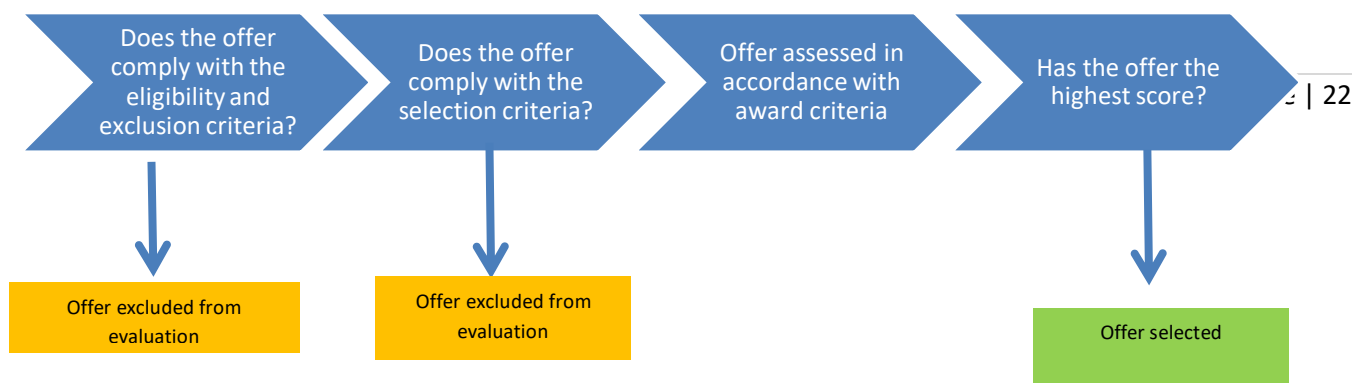 Does the offer
comply with the
eligibility and
exclusion criteria?
Does the offer
comply with the
selection criteria?
Offer assessed in
accordance with
award criteria
Has the offer the
highest score?
| 22
Offer excluded from
evaluation
Offer excluded from
evaluation
Offer selected